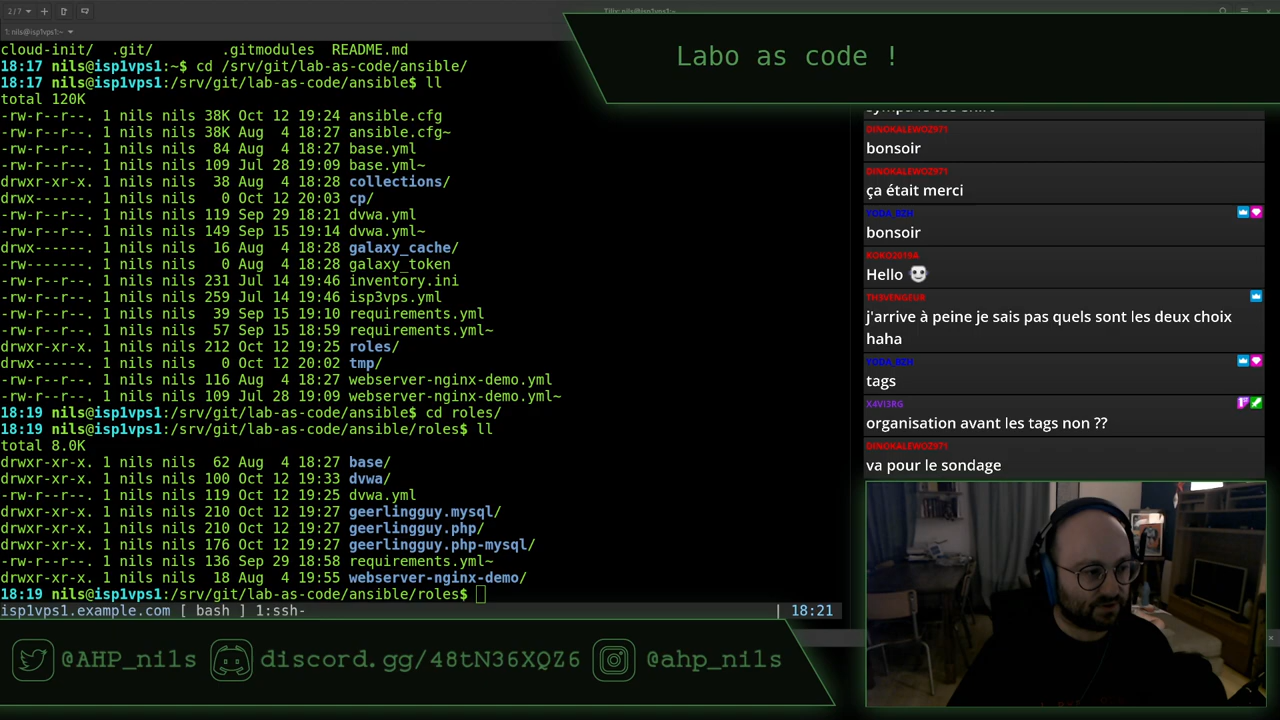 2/7
Tilix: nils@isp1vps1:~
1: nils@isp1vps1:~
Labo as code !
cloud-init/  .git/        .gitmodules  README.md
18:17 nils@isp1vps1:~$ cd /srv/git/lab-as-code/ansible/
18:17 nils@isp1vps1:/srv/git/lab-as-code/ansible$ ll
total 120K
-rw-r--r--. 1 nils nils 38K Oct 12 19:24 ansible.cfg
-rw-r--r--. 1 nils nils 38K Aug  4 18:27 ansible.cfg~
-rw-r--r--. 1 nils nils  84 Aug  4 18:27 base.yml
-rw-r--r--. 1 nils nils 109 Jul 28 19:09 base.yml~
drwxr-xr-x. 1 nils nils  38 Aug  4 18:28 collections/
drwx------. 1 nils nils   0 Oct 12 20:03 cp/
-rw-r--r--. 1 nils nils 119 Sep 29 18:21 dvwa.yml
-rw-r--r--. 1 nils nils 149 Sep 15 19:14 dvwa.yml~
drwx------. 1 nils nils  16 Aug  4 18:28 galaxy_cache/
-rw-------. 1 nils nils   0 Aug  4 18:28 galaxy_token
-rw-r--r--. 1 nils nils 231 Jul 14 19:46 inventory.ini
-rw-r--r--. 1 nils nils 259 Jul 14 19:46 isp3vps.yml
-rw-r--r--. 1 nils nils  39 Sep 15 19:10 requirements.yml
-rw-r--r--. 1 nils nils  57 Sep 15 18:59 requirements.yml~
drwxr-xr-x. 1 nils nils 212 Oct 12 19:25 roles/
drwx------. 1 nils nils   0 Oct 12 20:02 tmp/
-rw-r--r--. 1 nils nils 116 Aug  4 18:27 webserver-nginx-demo.yml
-rw-r--r--. 1 nils nils 109 Jul 28 19:09 webserver-nginx-demo.yml~
18:19 nils@isp1vps1:/srv/git/lab-as-code/ansible$ cd roles/
18:19 nils@isp1vps1:/srv/git/lab-as-code/ansible/roles$ ll
total 8.0K
drwxr-xr-x. 1 nils nils  62 Aug  4 18:27 base/
drwxr-xr-x. 1 nils nils 100 Oct 12 19:33 dvwa/
-rw-r--r--. 1 nils nils 119 Oct 12 19:25 dvwa.yml
drwxr-xr-x. 1 nils nils 210 Oct 12 19:27 geerlingguy.mysql/
drwxr-xr-x. 1 nils nils 210 Oct 12 19:27 geerlingguy.php/
drwxr-xr-x. 1 nils nils 176 Oct 12 19:27 geerlingguy.php-mysql/
-rw-r--r--. 1 nils nils 136 Sep 29 18:58 requirements.yml~
drwxr-xr-x. 1 nils nils  18 Aug  4 19:55 webserver-nginx-demo/
18:19 nils@isp1vps1:/srv/git/lab-as-code/ansible/roles$
isp1vps1.example.com [ bash ] 1:ssh- | 18:21
DINOKALEWOZ971
bonsoir
DINOKALEWOZ971
ça était merci
YODA_BZH
bonsoir
KOKO2019A
Hello
TH3VENGEUR
j'arrive à peine je sais pas quels sont les deux choix
haha
YODA_BZH
tags
X4VI3RG
organisation avant les tags non ??
DINOKALEWOZ971
va pour le sondage
@AHP_nils discord.gg/48tN36XQZ6 @ahp_nils